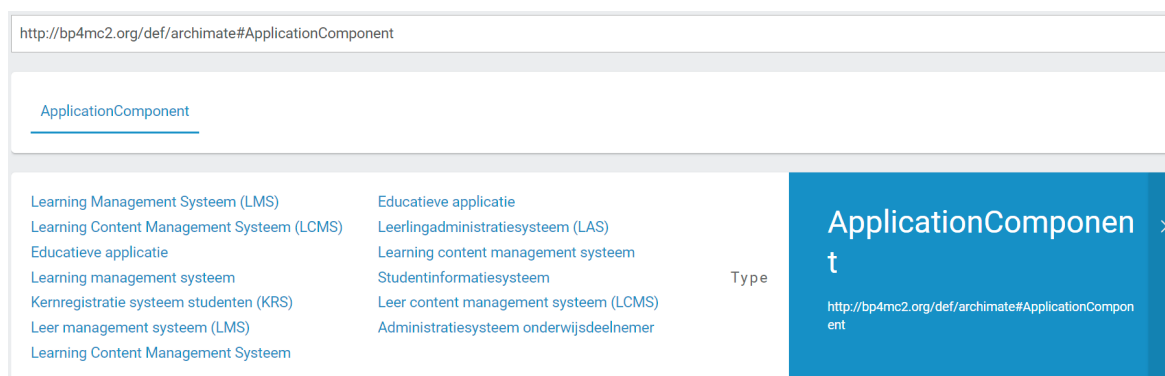 http://bp4mc2.org/def/archimate#ApplicationComponent
ApplicationComponent
Learning Management Systeem (LMS)
Learning Content Management Systeem (LCMS)
Educatieve applicatie
Learning management systeem
Kernregistratie systeem studenten (KRS)
Leer management systeem (LMS)
Learning Content Management Systeem
Educatieve applicatie
Leerlingadministratiesysteem (LAS)
Learning content management systeem
Studentinformatiesysteem
Leer content management systeem (LCMS)
Administratiesysteem onderwijsdeelnemer
Type
ApplicationComponen
t
http://bp4mc2.org/def/archimate#ApplicationCompon
ent